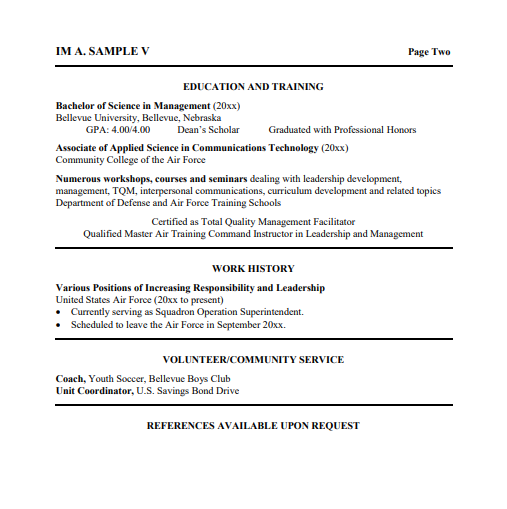 IM A. SAMPLE V Page Two
EDUCATION AND TRAINING
Bachelor of Science in Management (20xx)
Bellevue University, Bellevue, Nebraska
GPA: 4.00/4.00 Dean's Scholar Graduated with Professional Honors
Associate of Applied Science in Communications Technology (20xx)
Community College of the Air Force
Numerous workshops, courses and seminars dealing with leadership development,
management, TQM, interpersonal communications, curriculum development and related topics
Department of Defense and Air Force Training Schools
Certified as Total Quality Management Facilitator
Qualified Master Air Training Command Instructor in Leadership and Management
WORK HISTORY
Various Positions of Increasing Responsibility and Leadership
United States Air Force (20xx to present)
• Currently serving as Squadron Operation Superintendent.
• Scheduled to leave the Air Force in September 20xx.
VOLUNTEER/COMMUNITY SERVICE
Coach, Youth Soccer, Bellevue Boys Club
Unit Coordinator, U.S. Savings Bond Drive
REFERENCES AVAILABLE UPON REQUEST